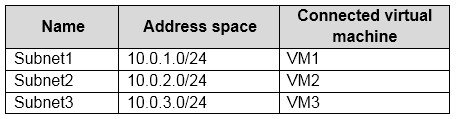 Name Address space Connected virtual
machine
Subnet1 10.0.1.0/24 VM1
Subnet2 10.0.2.0/24 VM2
Subnet3 10.0.3.0/24 VM3